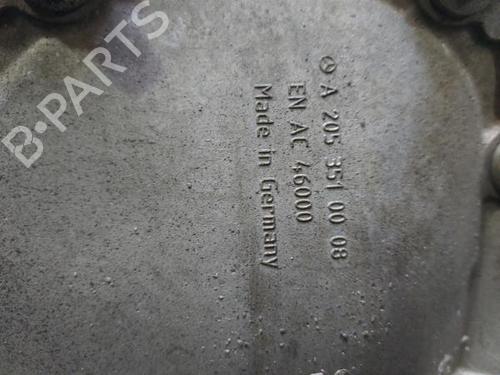 A 205 351 00 08
EN AC 46000
Made in Germany
B-PARTS